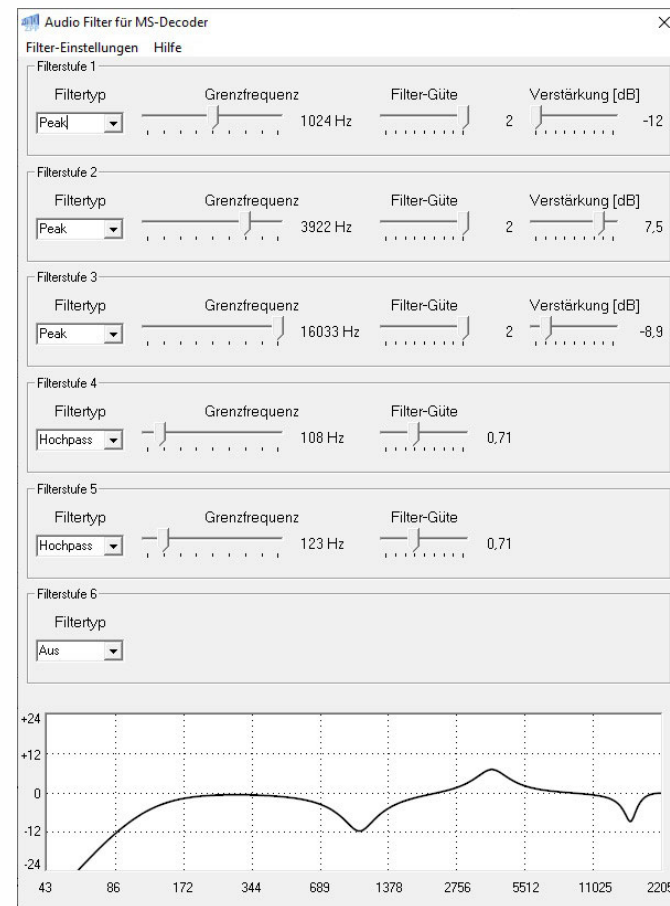 Audio Filter für MS-Decoder
Filter-Einstellungen Hilfe
Filterstufe 1
Filtertyp Grenzfrequenz Filter-Güte Verstärkung [dB]
Peak 1024 Hz 2 -12
Filterstufe 2
Filtertyp Grenzfrequenz Filter-Güte Verstärkung [dB]
Peak 3922 Hz 2 7,5
Filterstufe 3
Filtertyp Grenzfrequenz Filter-Güte Verstärkung [dB]
Peak 16033 Hz 2 -8,9
Filterstufe 4
Filtertyp Grenzfrequenz Filter-Güte
Hochpass 108 Hz 0,71
Filterstufe 5
Filtertyp Grenzfrequenz Filter-Güte
Hochpass 123 Hz 0,71
Filterstufe 6
Filtertyp
Aus
+24
+12
0
-12
-24
43 86 172 344 689 1378 2756 5512 11025